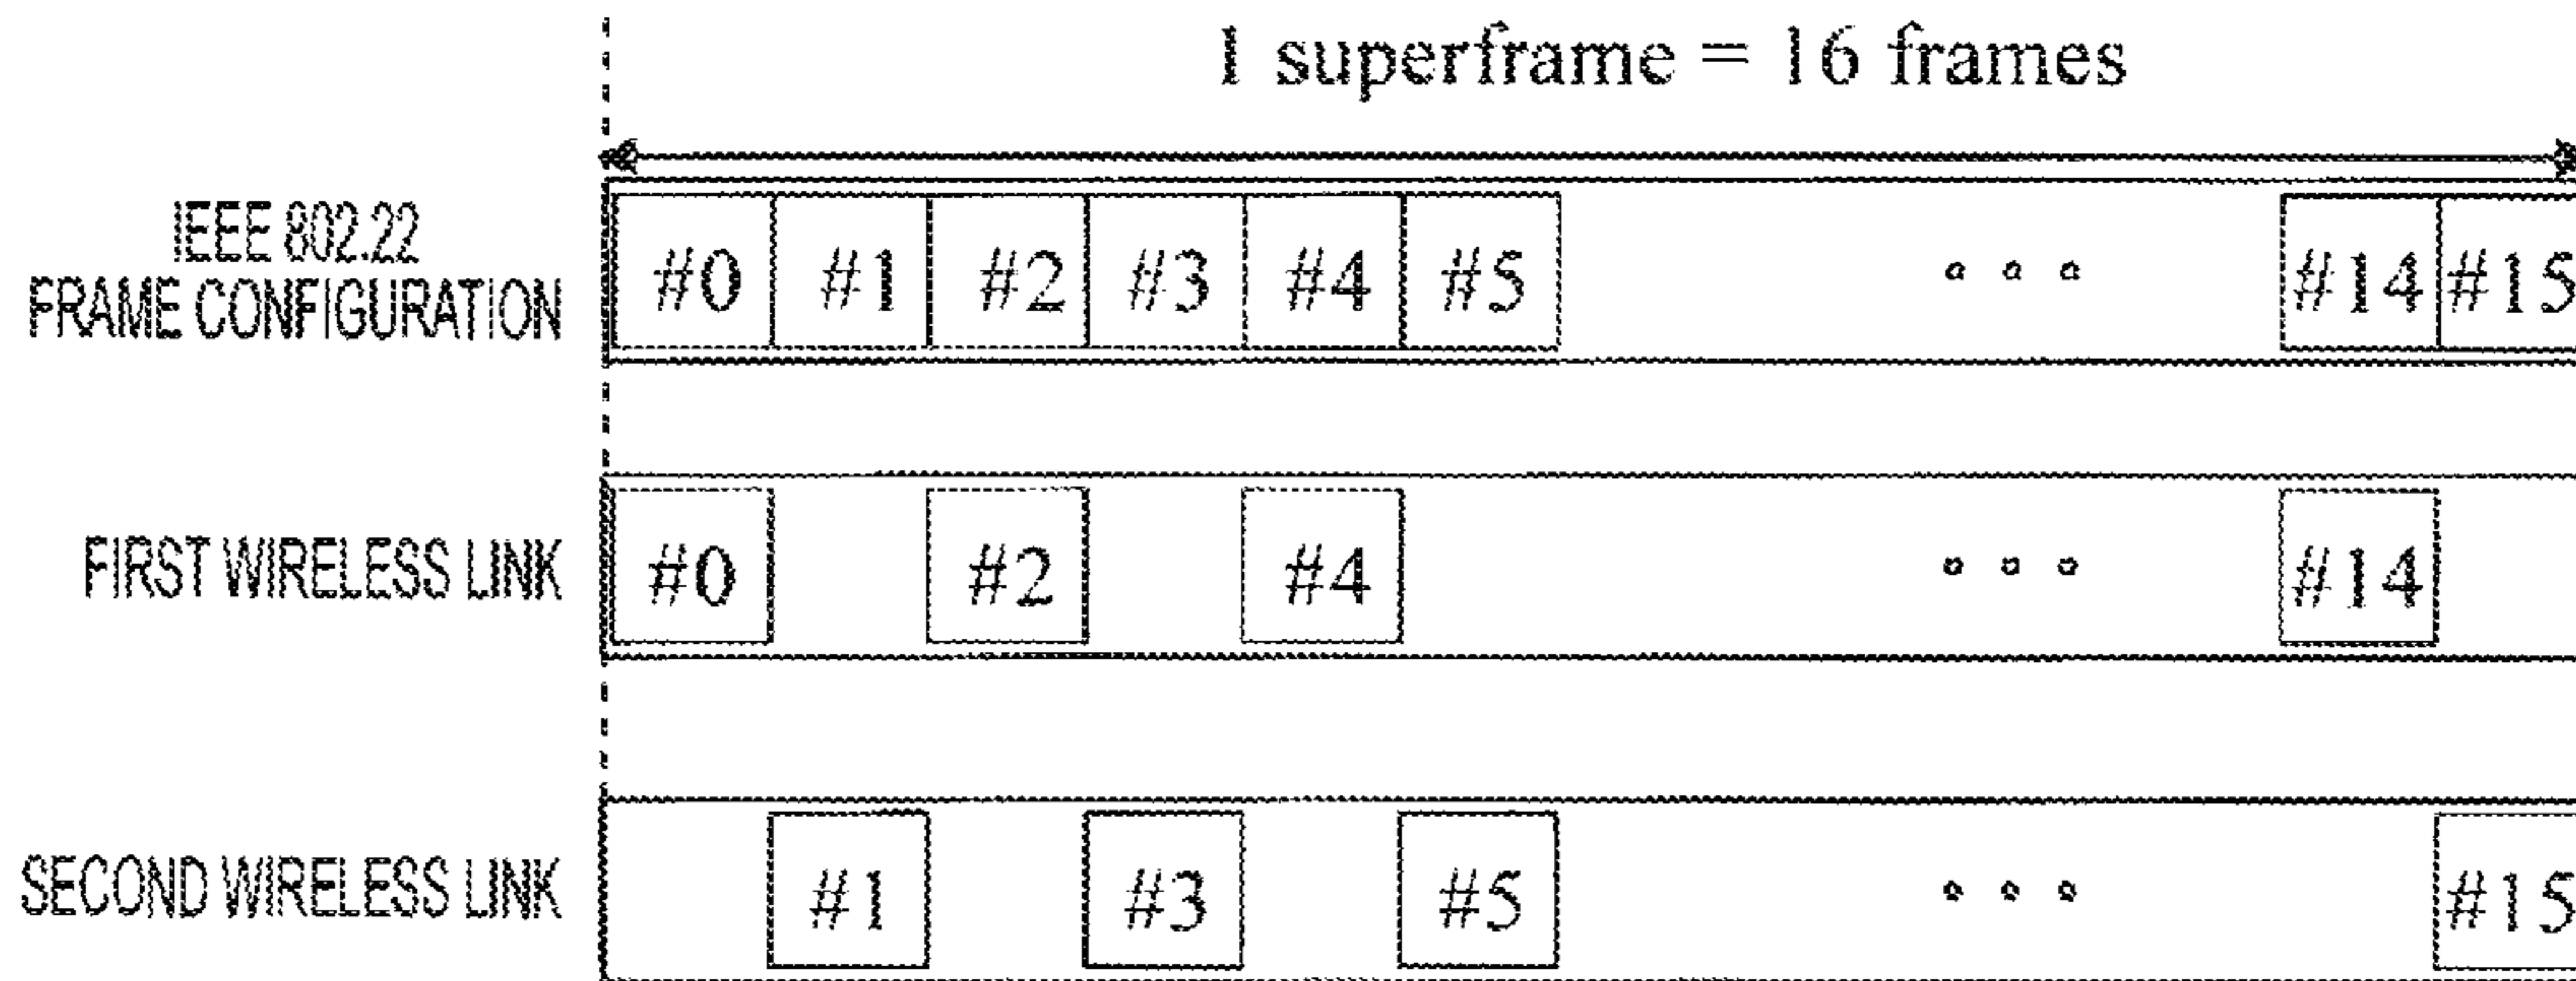 1 superframe = 16 frames
IEEE 802.22
FRAME CONFIGURATION
#0 #1 #2 #3 #4 #5 ∘ ∘ ∘ #14 #15
FIRST WIRELESS LINK
#0 #2 #4 ∘ ∘ ∘ #14
SECOND WIRELESS LINK
#1 #3 #5 ∘ ∘ ∘ #15